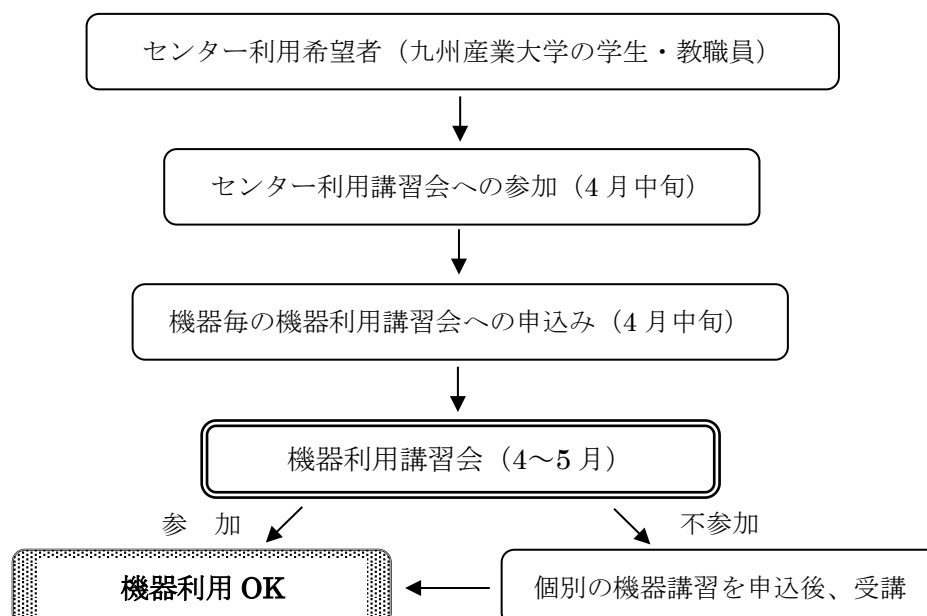 センター利用希望者（九州産業大学の学生・教職員）
センター利用講習会への参加（4月中旬）
機器毎の機器利用講習会への申込み（4月中旬）
機器利用講習会（4～5月）
参　加
不参加
機器利用 OK
個別の機器講習を申込後、受講